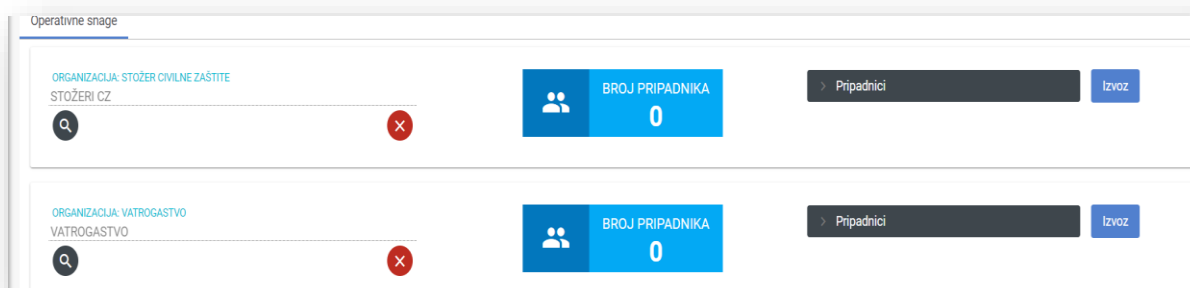 Operativne snage
ORGANIZACIJA: STOŽER CIVILNE ZAŠTITE
STOŽERI CZ
BROJ PRIPADNIKA
0
Pripadnici
Izvoz
ORGANIZACIJA: VATROGASTVO
VATROGASTVO
BROJ PRIPADNIKA
0
Pripadnici
Izvoz